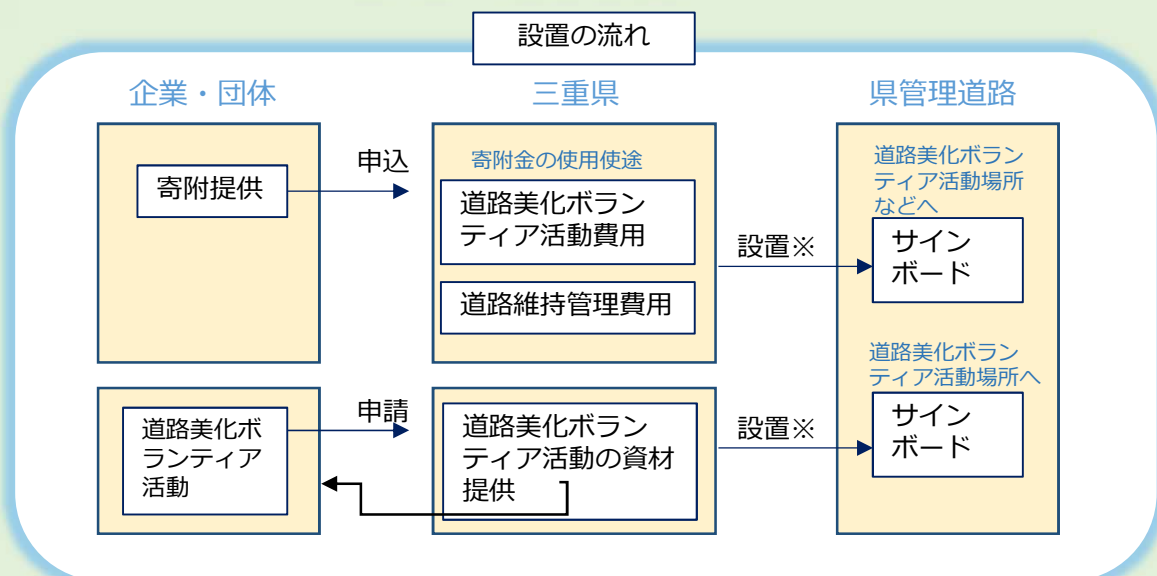 設置の流れ
企業・団体
三重県
県管理道路
寄附提供
申込
寄附金の使用使途
道路美化ボラン
ティア活動費用
道路維持管理費用
設置※
道路美化ボラン
ティア活動場所
などへ
サイン
ボード
道路美化ボ
ランティア
活動
申請
道路美化ボラン
ティア活動の資材
提供
設置※
道路美化ボラン
ティア活動場所へ
サイン
ボード